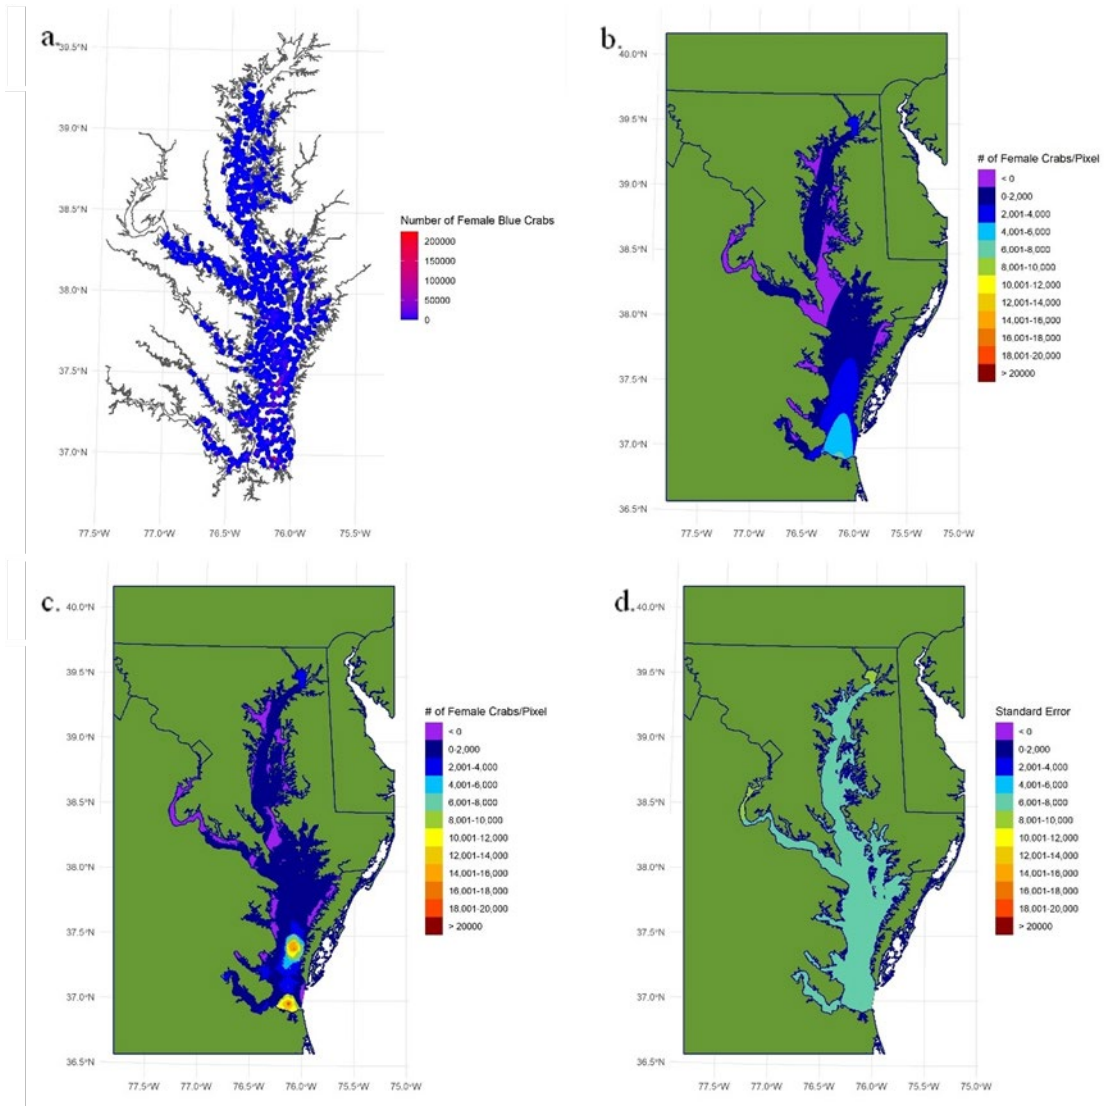 a.
39.5°N
39.0°N
38.5°N
38.0°N
37.5°N
37.0°N
77.5°W 77.0°W 76.5°W 76.0°W 75.5°W
Number of Female Blue Crabs
200000
150000
100000
50000
0
b.
40.0°N
39.5°N
39.0°N
38.5°N
38.0°N
37.5°N
37.0°N
36.5°N
77.5°W 77.0°W 76.5°W 76.0°W 75.5°W 75.0°W
# of Female Crabs/Pixel
< 0
0-2,000
2,001-4,000
4,001-6,000
6,001-8,000
8,001-10,000
10,001-12,000
12,001-14,000
14,001-16,000
16,001-18,000
18,001-20,000
> 20000
c.
40.0°N
39.5°N
39.0°N
38.5°N
38.0°N
37.5°N
37.0°N
36.5°N
77.5°W 77.0°W 76.5°W 76.0°W 75.5°W 75.0°W
# of Female Crabs/Pixel
< 0
0-2,000
2,001-4,000
4,001-6,000
6,001-8,000
8,001-10,000
10,001-12,000
12,001-14,000
14,001-16,000
16,001-18,000
18,001-20,000
> 20000
d.
40.0°N
39.5°N
39.0°N
38.5°N
38.0°N
37.5°N
37.0°N
36.5°N
77.5°W 77.0°W 76.5°W 76.0°W 75.5°W 75.0°W
Standard Error
< 0
0-2,000
2,001-4,000
4,001-6,000
6,001-8,000
8,001-10,000
10,001-12,000
12,001-14,000
14,001-16,000
16,001-18,000
18,001-20,000
> 20000